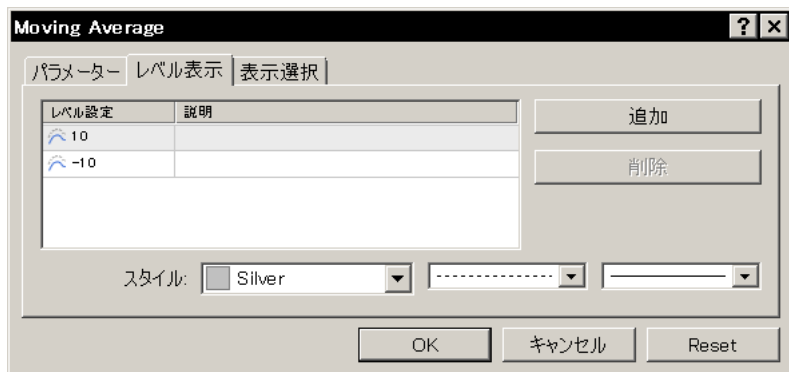 Moving Average
パラメーター レベル表示 表示選択
レベル設定 説明
10
-10
追加
削除
スタイル: Silver
OK キャンセル Reset